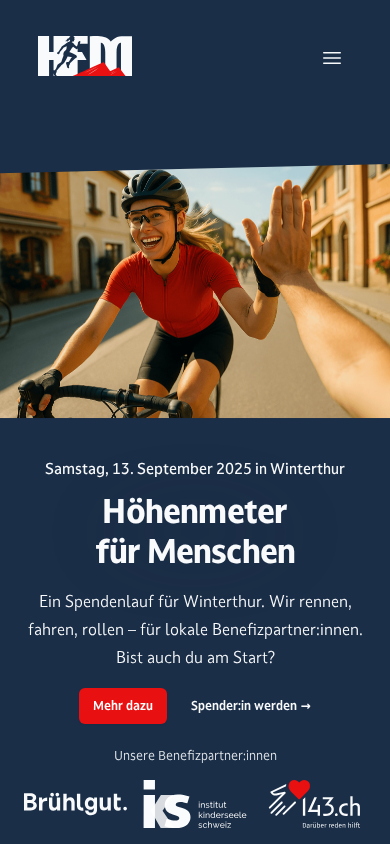 HFM
Samstag, 13. September 2025 in Winterthur
Höhenmeter
für Menschen
Ein Spendenlauf für Winterthur. Wir rennen,
fahren, rollen – für lokale Benefizpartner:innen.
Bist auch du am Start?
Mehr dazu
Spender:in werden →
Unsere Benefizpartner:innen
Brühlgut.
iks
institut
kinderseele
schweiz
143.ch
Darüber reden hilft